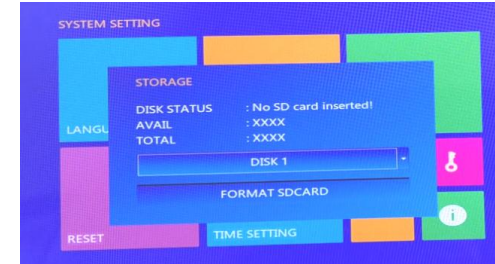 SYSTEM SETTING
STORAGE
DISK STATUS : No SD card inserted!
AVAIL : XXXX
TOTAL : XXXX
DISK 1
FORMAT SDCARD
LANGU
RESET
TIME SETTING
i